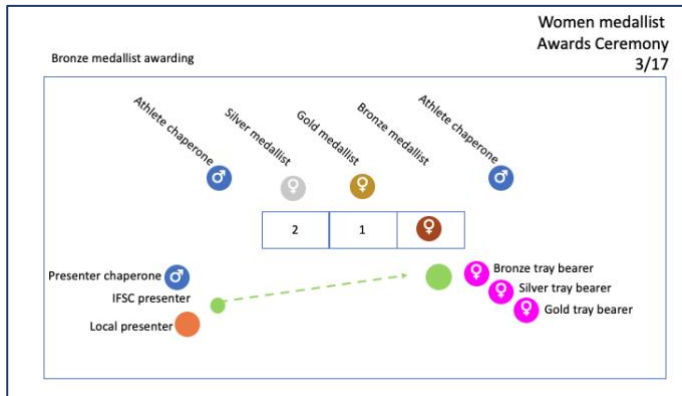 Women medallist
Awards Ceremony
3/17
Bronze medallist awarding
Athlete chaperone
Silver medallist
Gold medallist
Bronze medallist
Athlete chaperone
2
1
Presenter chaperone
IFSC presenter
Local presenter
Bronze tray bearer
Silver tray bearer
Gold tray bearer